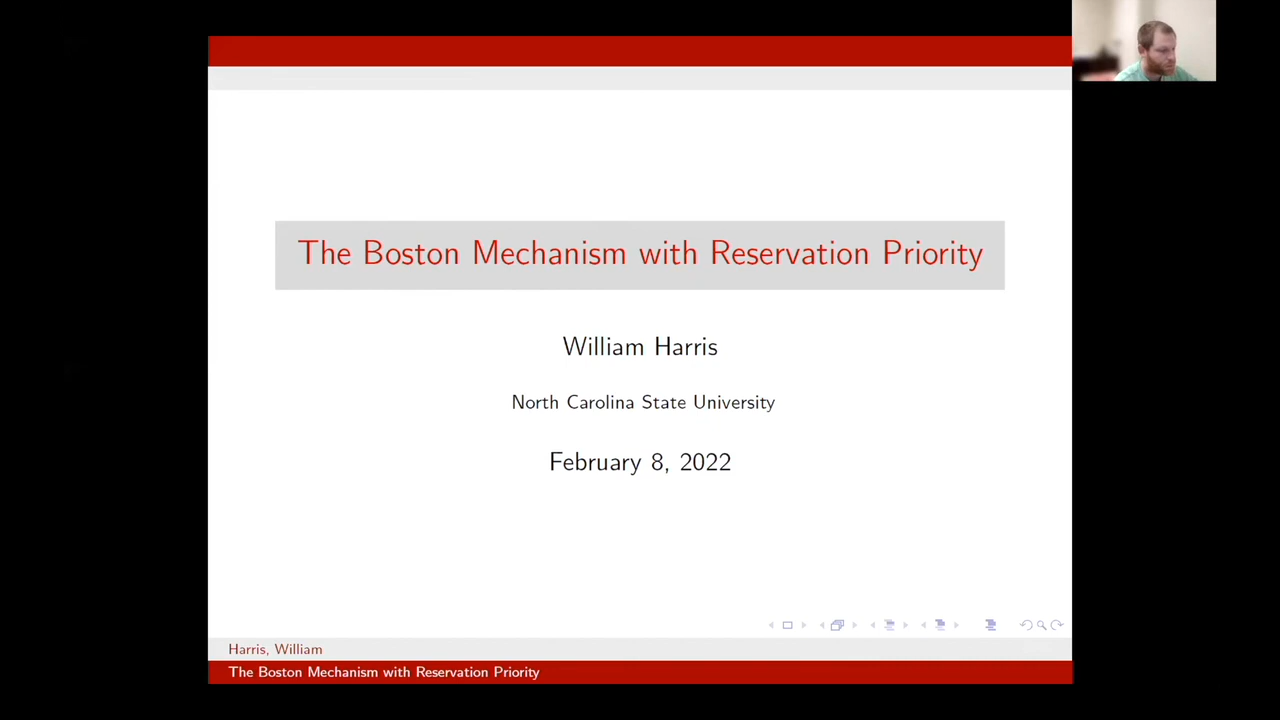 The Boston Mechanism with Reservation Priority
William Harris
North Carolina State University
February 8, 2022
Harris, William
The Boston Mechanism with Reservation Priority